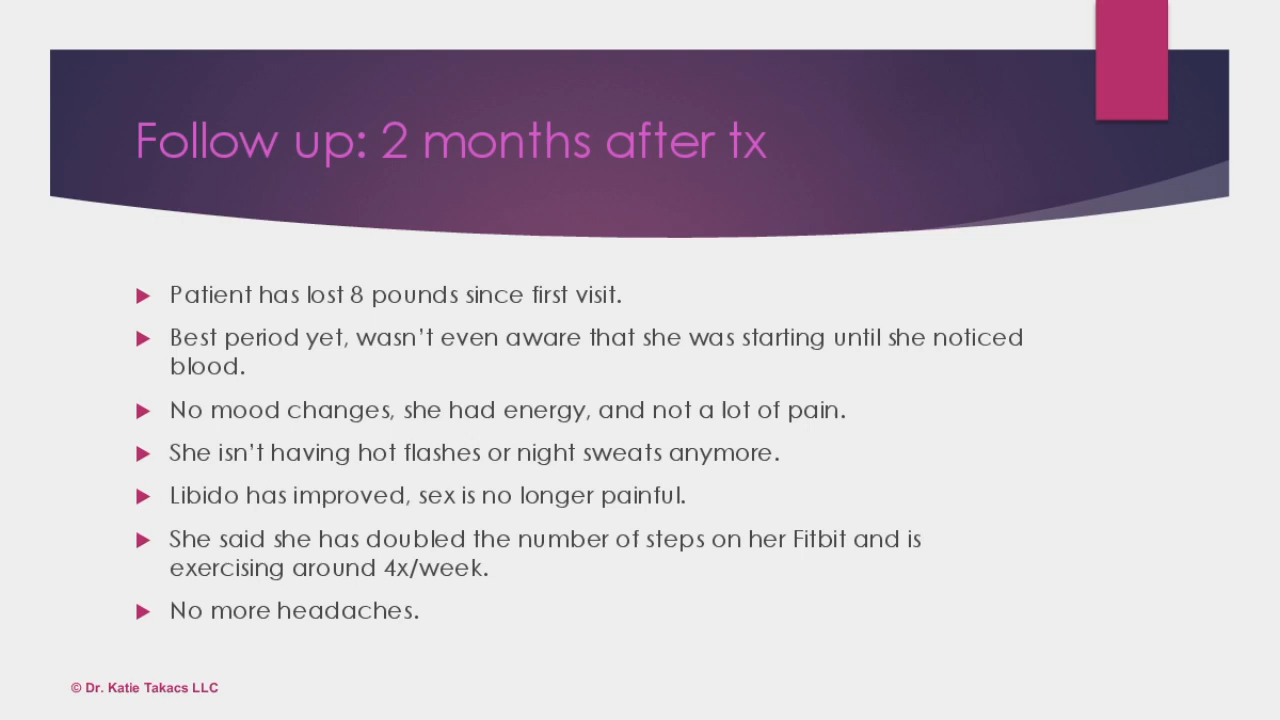 Follow up: 2 months after tx
Patient has lost 8 pounds since first visit.
Best period yet, wasn't even aware that she was starting until she noticed
blood.
No mood changes, she had energy, and not a lot of pain.
She isn't having hot flashes or night sweats anymore.
Libido has improved, sex is no longer painful.
She said she has doubled the number of steps on her Fitbit and is
exercising around 4x/week.
No more headaches.
© Dr. Katie Takacs LLC